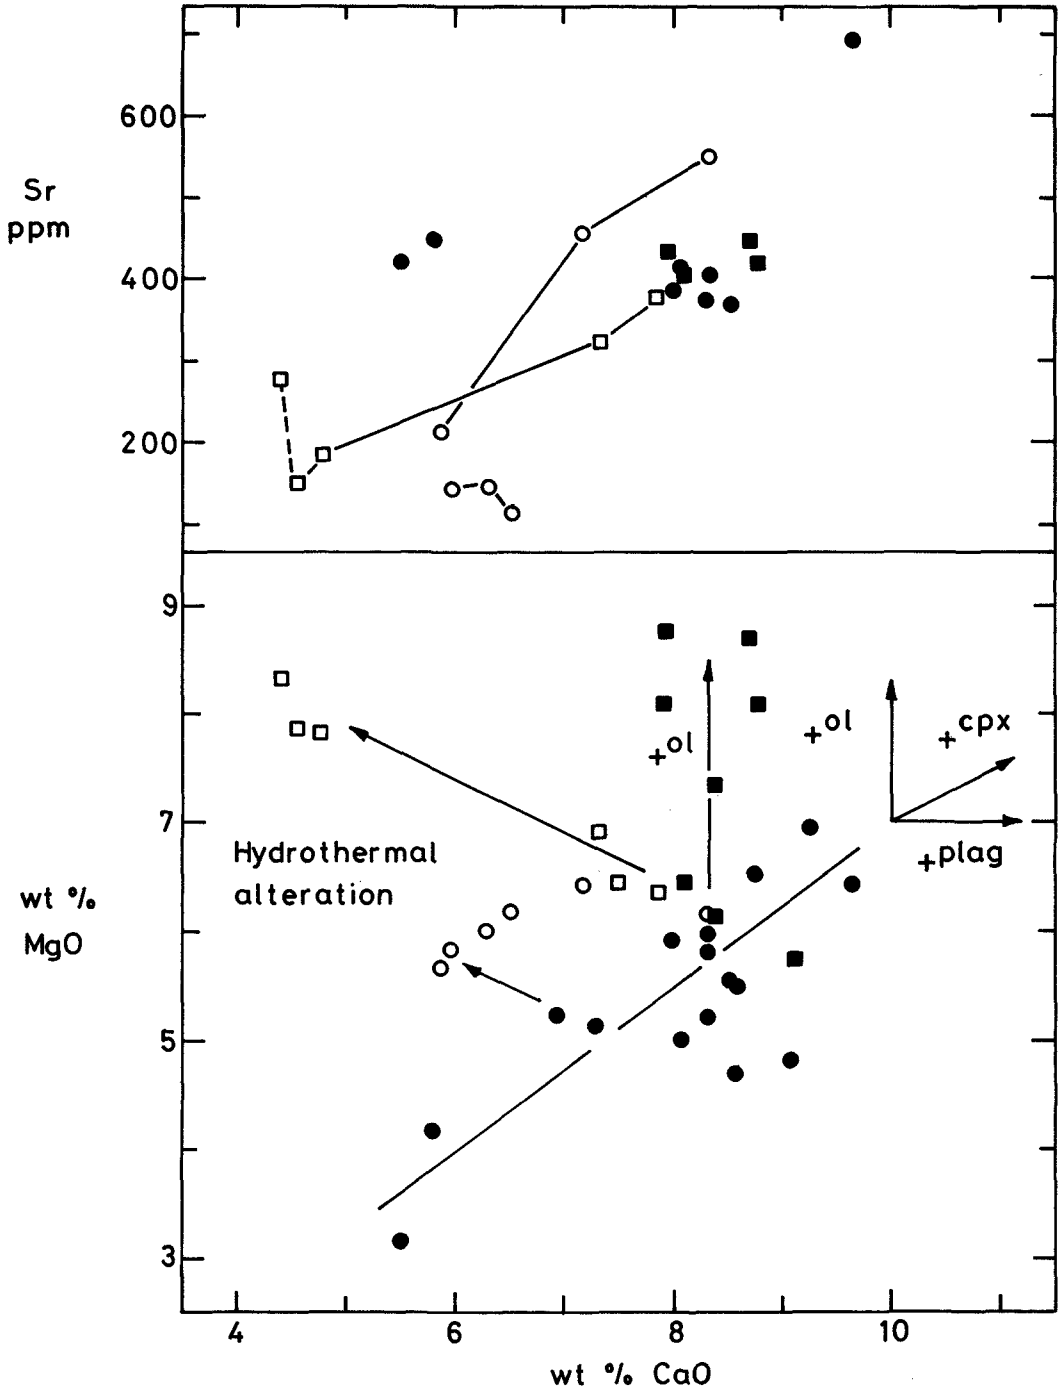 600
Sr
ppm
400
200
9
+ol
+ol
+cpx
7
+plag
Hydrothermal
alteration
wt %
MgO
5
3
4 6 8 10
wt % CaO